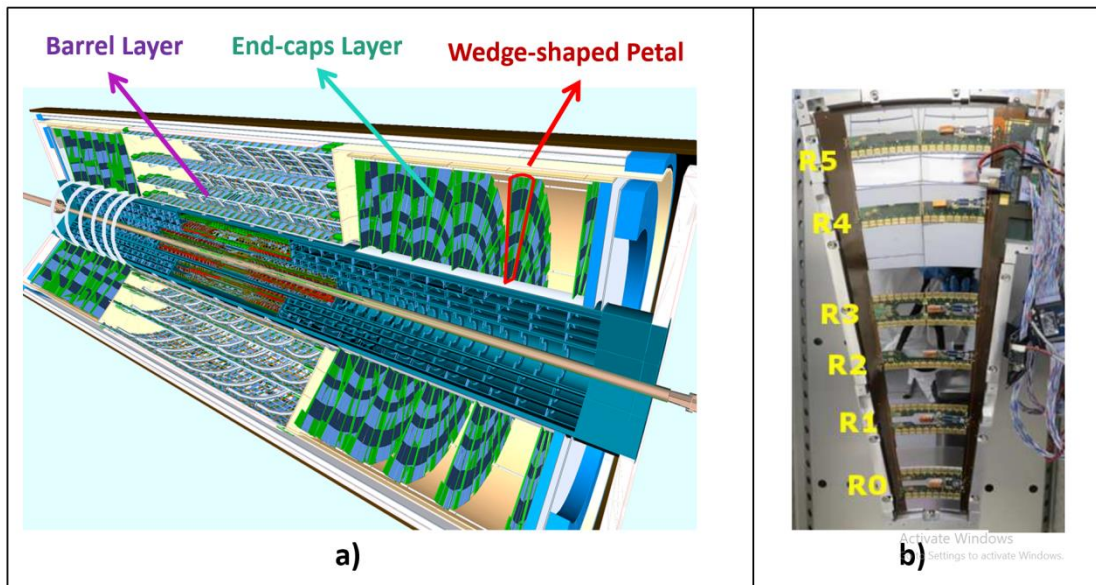 Barrel Layer
End-caps Layer
Wedge-shaped Petal
a)
R5
R4
R3
R2
R1
R0
b)
Activate Windows
Settings to activate Windows.